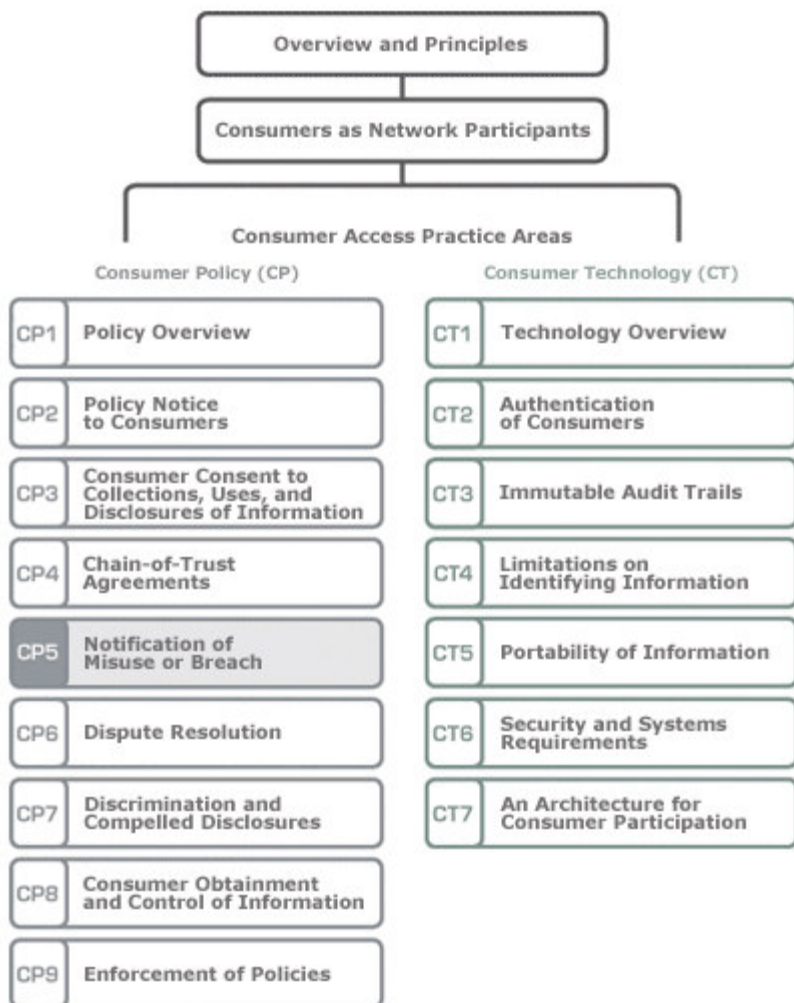 Overview and Principles
Consumers as Network Participants
Consumer Access Practice Areas
Consumer Policy (CP)
CP1 Policy Overview
CP2 Policy Notice
to Consumers
CP3 Consumer Consent to
Collections, Uses, and
Disclosures of Information
CP4 Chain-of-Trust
Agreements
CP5 Notification of
Misuse or Breach
CP6 Dispute Resolution
CP7 Discrimination and
Compelled Disclosures
CP8 Consumer Obtainment
and Control of Information
CP9 Enforcement of Policies
Consumer Technology (CT)
CT1 Technology Overview
CT2 Authentication
of Consumers
CT3 Immutable Audit Trails
CT4 Limitations on
Identifying Information
CT5 Portability of Information
CT6 Security and Systems
Requirements
CT7 An Architecture for
Consumer Participation